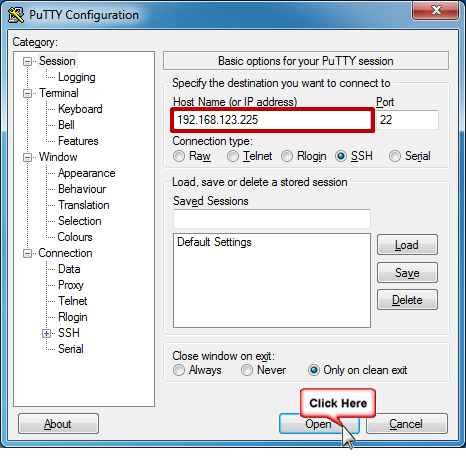 PuTTY Configuration
Category:
Session
Logging
Terminal
Keyboard
Bell
Features
Window
Appearance
Behaviour
Translation
Selection
Colours
Connection
Data
Proxy
Telnet
Rlogin
SSH
Serial
Basic options for your PuTTY session
Specify the destination you want to connect to
Host Name (or IP address) Port
192.168.123.225 22
Connection type:
Raw Telnet Rlogin SSH Serial
Load, save or delete a stored session
Saved Sessions
Default Settings
Load
Save
Delete
Close window on exit:
Always Never Only on clean exit
Click Here
About Open Cancel